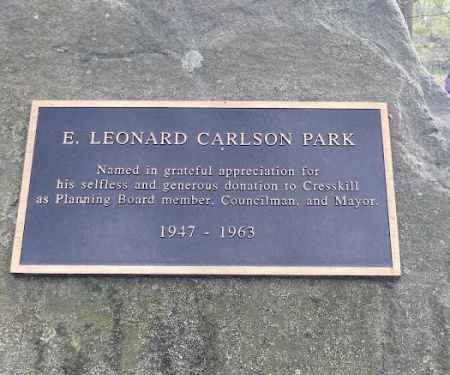 E. LEONARD CARLSON PARK
Named in grateful appreciation for
his selfless and generous donation to Cresskill
as Planning Board member, Councilman, and Mayor.
1947 - 1963